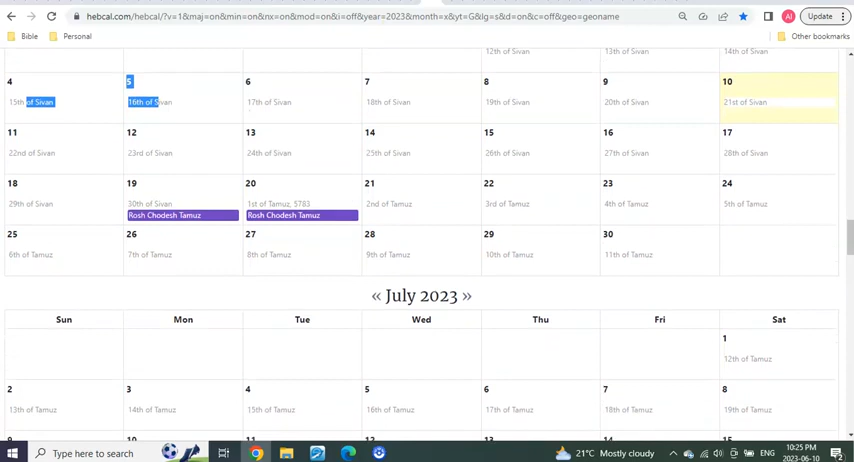 hebcal.com/hebcal/?v=1&maj=on&min=on&nx=on&mod=on&i=off&year=2023&month=x&yt=G&lg=s&d=on&c=off&geo=geoname
AI
Update
Bible
Personal
Other bookmarks
12th of Sivan
13th of Sivan
14th of Sivan
4 5 6 7 8 9 10
15th of Sivan 16th of Sivan 17th of Sivan 18th of Sivan 19th of Sivan 20th of Sivan 21st of Sivan
11 12 13 14 15 16 17
22nd of Sivan 23rd of Sivan 24th of Sivan 25th of Sivan 26th of Sivan 27th of Sivan 28th of Sivan
18 19 20 21 22 23 24
29th of Sivan 30th of Sivan 1st of Tamuz, 5783 2nd of Tamuz 3rd of Tamuz 4th of Tamuz 5th of Tamuz
Rosh Chodesh Tamuz Rosh Chodesh Tamuz
25 26 27 28 29 30
6th of Tamuz 7th of Tamuz 8th of Tamuz 9th of Tamuz 10th of Tamuz 11th of Tamuz
« July 2023 »
Sun Mon Tue Wed Thu Fri Sat
1
12th of Tamuz
2 3 4 5 6 7 8
13th of Tamuz 14th of Tamuz 15th of Tamuz 16th of Tamuz 17th of Tamuz 18th of Tamuz 19th of Tamuz
Type here to search
21°C Mostly cloudy
ENG
10:25 PM
2023-06-10
2